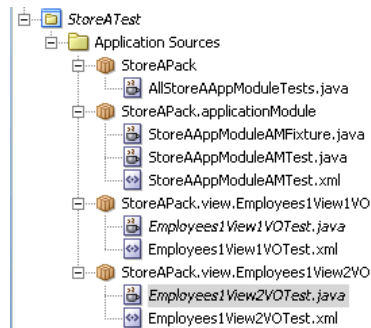 StoreATest
Application Sources
StoreAPack
AllStoreAAppModuleTests.java
StoreAPack.applicationModule
StoreAAppModuleAMFixture.java
StoreAAppModuleAMTest.java
StoreAAppModuleAMTest.xml
StoreAPack.view.Employees1View1VO
Employees1View1VOTest.java
Employees1View1VOTest.xml
StoreAPack.view.Employees1View2VO
Employees1View2VOTest.java
Employees1View2VOTest.xml